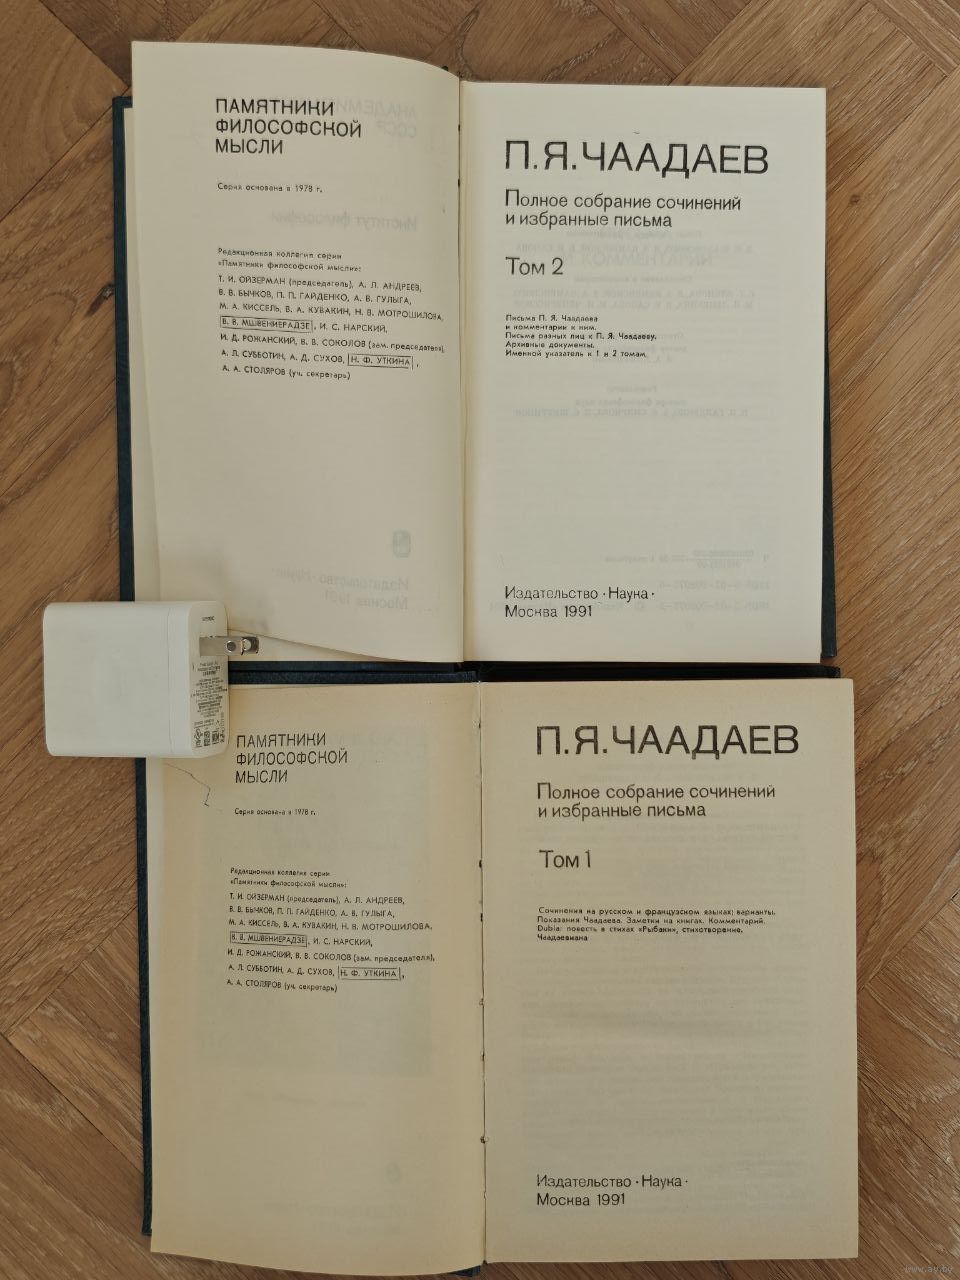 ПАМЯТНИКИ
ФИЛОСОФСКОЙ
МЫСЛИ
Серия основана в 1978 г.
Редакционная коллегия серии
«Памятники философской мысли»:
Т. И. ОЙЗЕРМАН (председатель), А. Л. АНДРЕЕВ,
В. В. БЫЧКОВ, П. П. ГАЙДЕНКО, А. В. ГУЛЫГА,
М. А. КИССЕЛЬ, В. А. КУВАКИН, Н. В. МОТРОШИЛОВА,
В. В. МШВЕНИЕРАДЗЕ, И. С. НАРСКИЙ,
И. Д. РОЖАНСКИЙ, В. В. СОКОЛОВ (зам. председателя),
А. Л. СУББОТИН, А. Д. СУХОВ, Н. Ф. УТКИНА,
А. А. СТОЛЯРОВ (уч. секретарь)
П.Я.ЧААДАЕВ
Полное собрание сочинений
и избранные письма
Том 2
Письма П. Я. Чаадаева
и комментарии к ним.
Письма разных лиц к П. Я. Чаадаеву.
Архивные документы.
Именной указатель к 1 и 2 томам.
Издательство · Наука ·
Москва 1991
ПАМЯТНИКИ
ФИЛОСОФСКОЙ
МЫСЛИ
Серия основана в 1978 г.
Редакционная коллегия серии
«Памятники философской мысли»:
Т. И. ОЙЗЕРМАН (председатель), А. Л. АНДРЕЕВ,
В. В. БЫЧКОВ, П. П. ГАЙДЕНКО, А. В. ГУЛЫГА,
М. А. КИССЕЛЬ, В. А. КУВАКИН, Н. В. МОТРОШИЛОВА,
В. В. МШВЕНИЕРАДЗЕ, И. С. НАРСКИЙ,
И. Д. РОЖАНСКИЙ, В. В. СОКОЛОВ (зам. председателя),
А. Л. СУББОТИН, А. Д. СУХОВ, Н. Ф. УТКИНА,
А. А. СТОЛЯРОВ (уч. секретарь)
П.Я.ЧААДАЕВ
Полное собрание сочинений
и избранные письма
Том 1
Сочинения на русском и французском языках; варианты.
Показания Чаадаева. Заметки на книгах. Комментарий.
Dubia: повесть в стихах «Рыбаки», стихотворение.
Чаадаевиана
Издательство · Наука ·
Москва 1991
www.ay.by